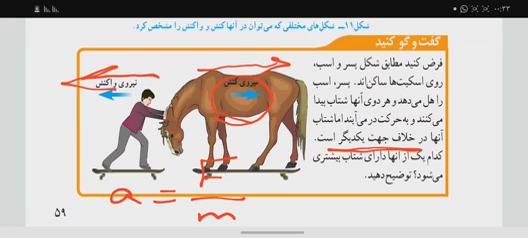 ۰۰:۳۳
شکل ۱۱ــ شکل‌های مختلفی که می‌توان در آنها کنش و واکنش را مشخص کرد.
گفت و گو کنید
فرض کنید مطابق شکل پسر و اسب،
روی اسکیت‌ها ساکن‌اند. پسر، اسب
را هل می‌دهد و هر دوی آنها شتاب پیدا
می‌کنند و به حرکت در می‌آیند اما شتاب
آنها در خلاف جهت یکدیگر است.
کدام یک از آنها دارای شتاب بیشتری
می‌شود؟ توضیح دهید.
نیروی کنش
نیروی واکنش
a = F
m
۵۹